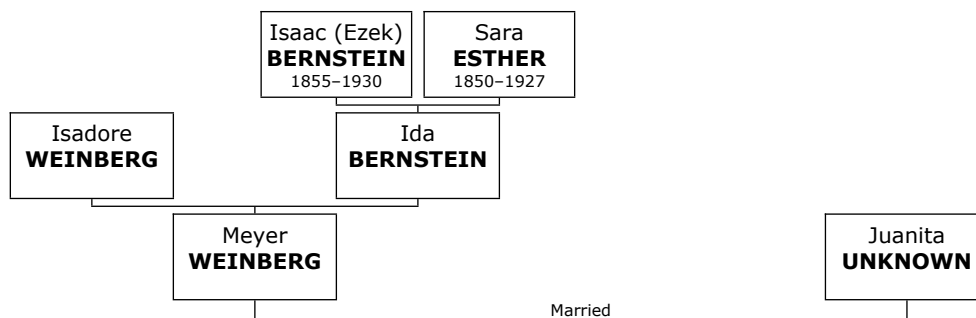 Isaac (Ezek)
BERNSTEIN
1855–1930
Sara
ESTHER
1850–1927
Isadore
WEINBERG
Ida
BERNSTEIN
Meyer
WEINBERG
Juanita
UNKNOWN
Married